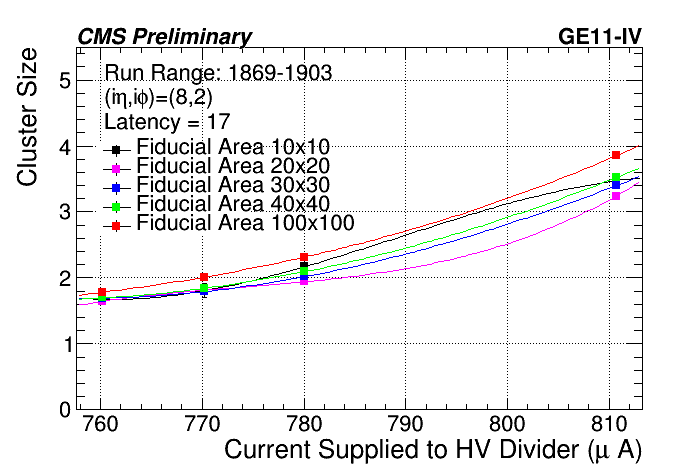 CMS Preliminary GE11-IV
Cluster Size
5
4
3
2
1
0
Run Range: 1869-1903
(iη,iϕ)=(8,2)
Latency = 17
Fiducial Area 10x10
Fiducial Area 20x20
Fiducial Area 30x30
Fiducial Area 40x40
Fiducial Area 100x100
760 770 780 790 800 810
Current Supplied to HV Divider (μ A)